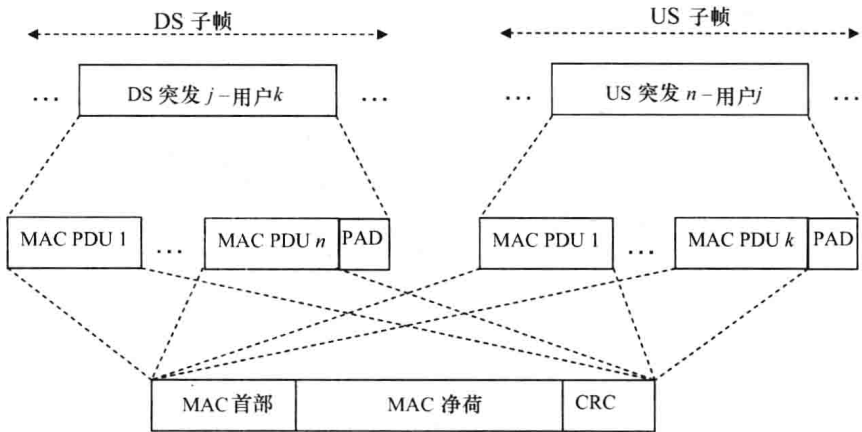 DS 子帧 US 子帧
… DS 突发 j－用户k … … US 突发 n－用户j …
MAC PDU 1 … MAC PDU n PAD MAC PDU 1 … MAC PDU k PAD
MAC 首部 MAC 净荷 CRC